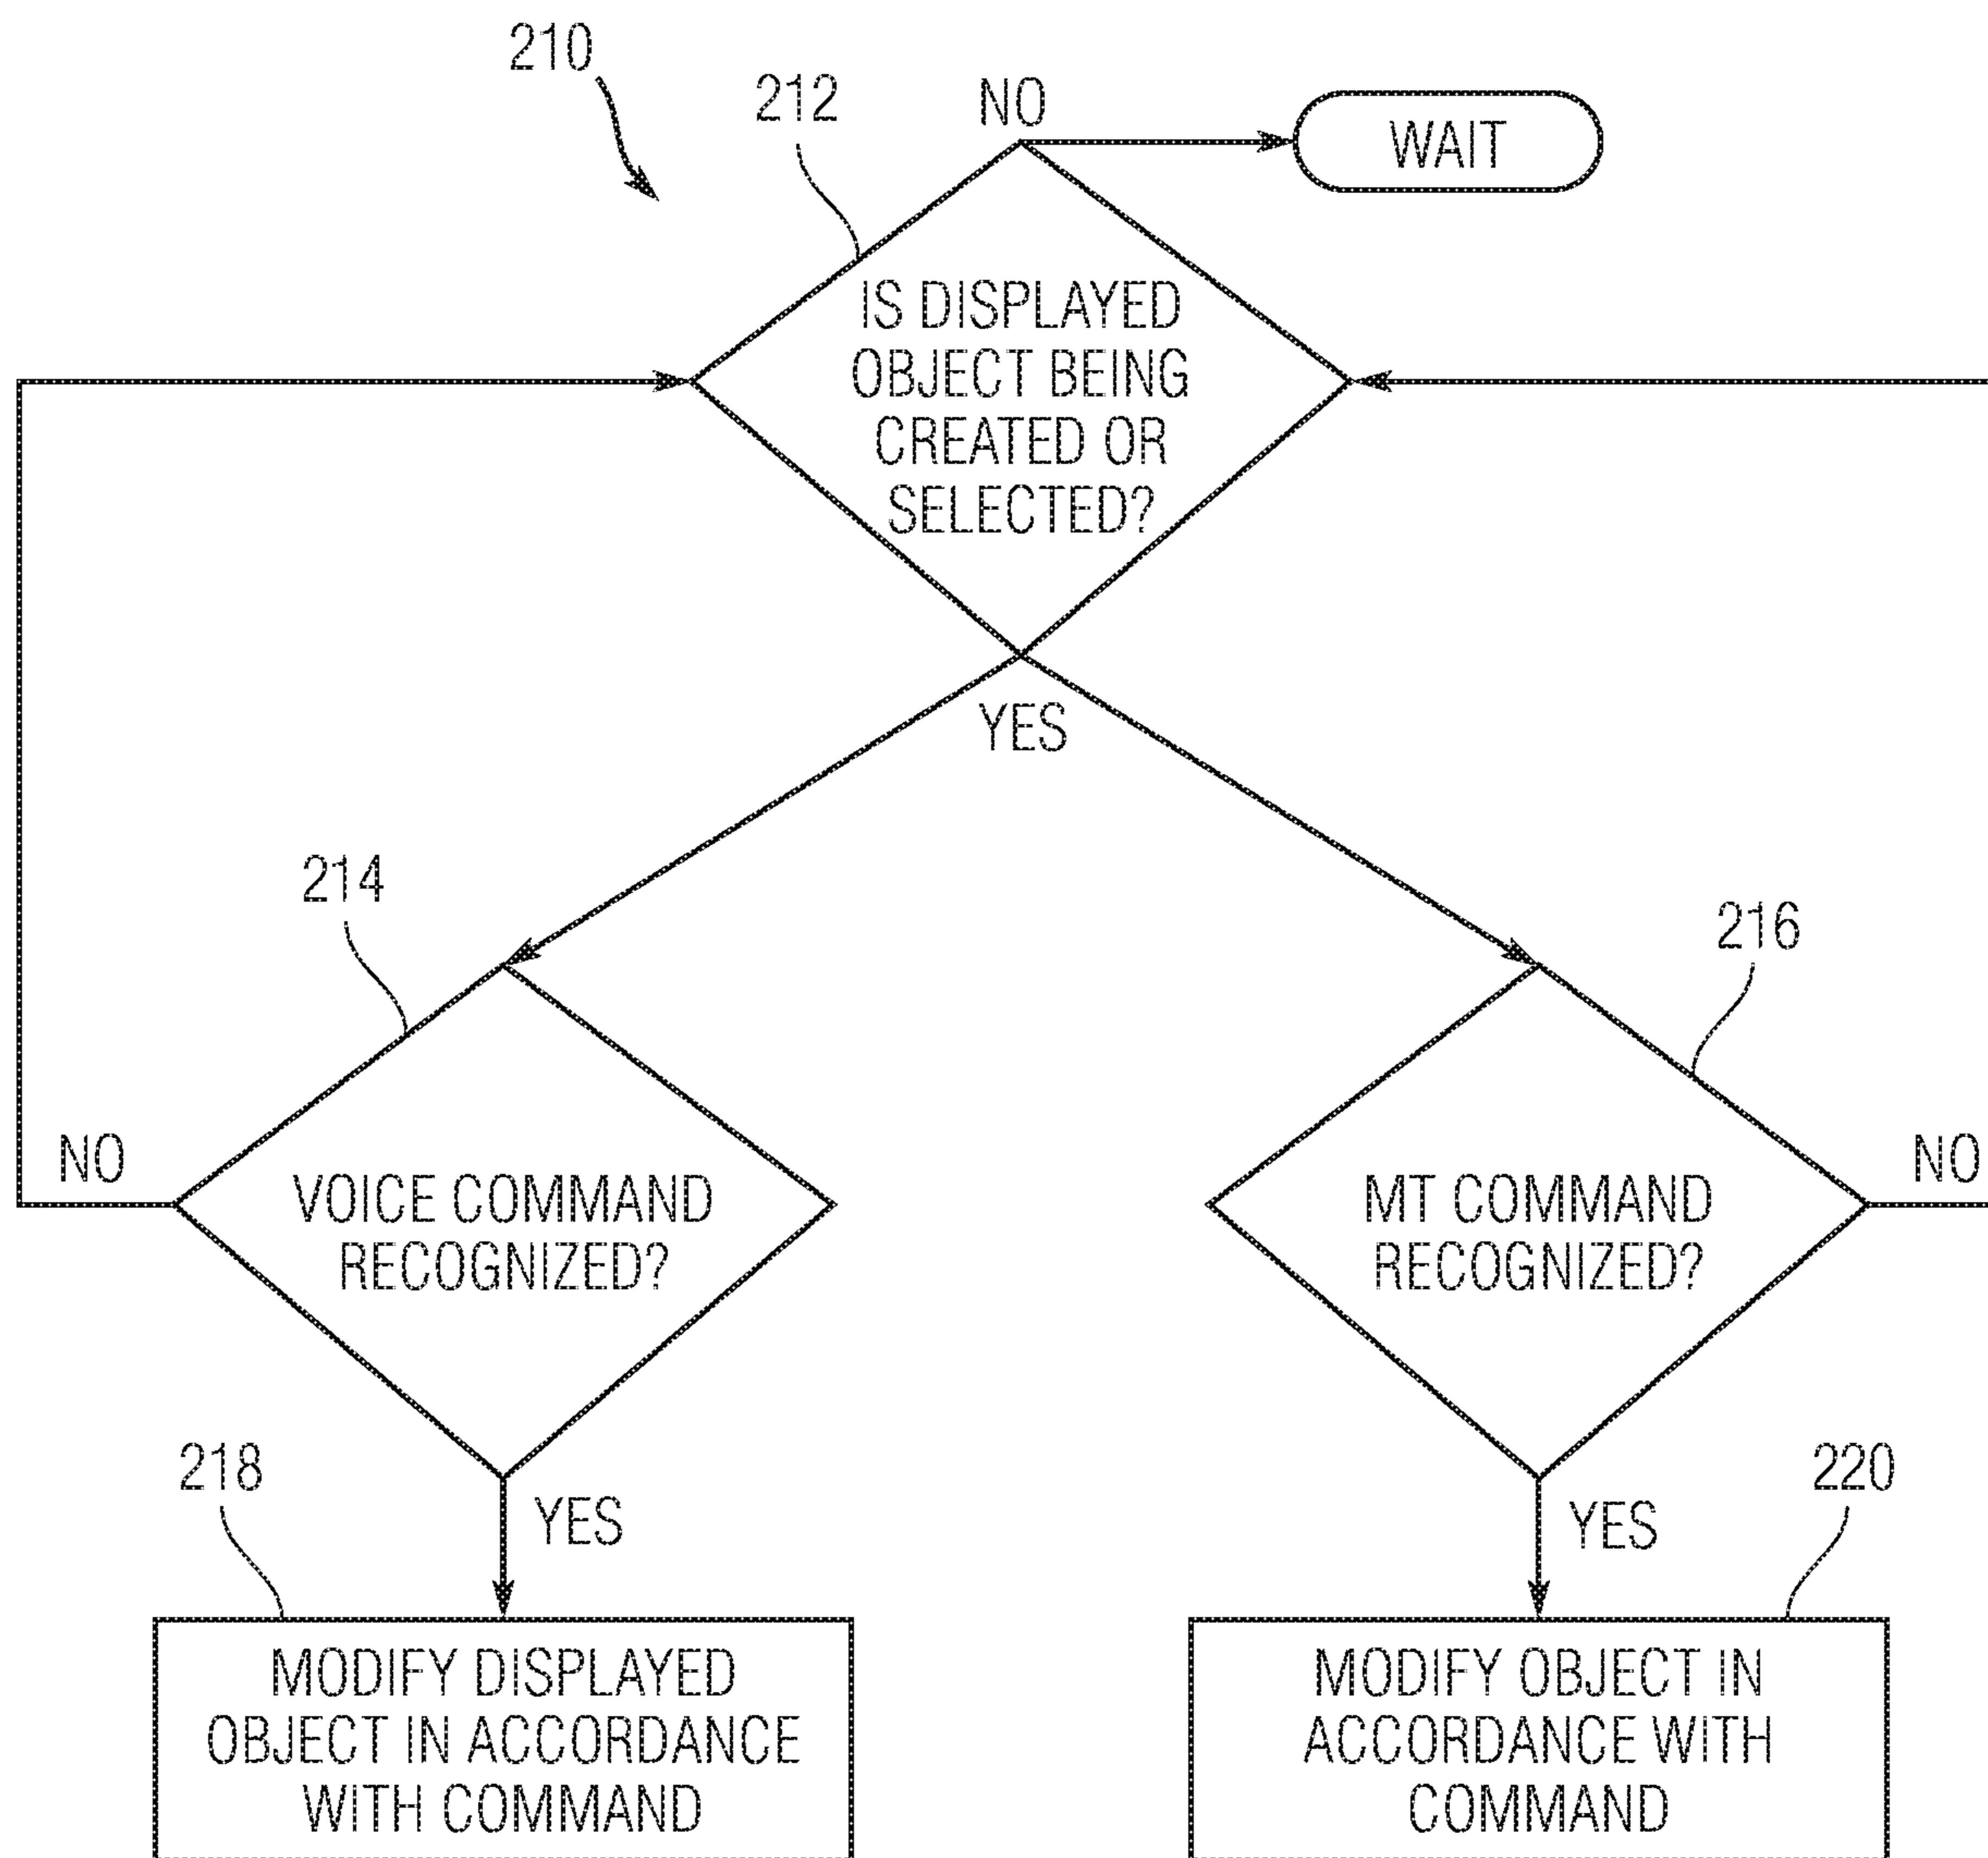 210
212
NO
WAIT
IS DISPLAYED
OBJECT BEING
CREATED OR
SELECTED?
YES
214
216
NO
VOICE COMMAND
RECOGNIZED?
MT COMMAND
RECOGNIZED?
NO
218
YES
YES
220
MODIFY DISPLAYED
OBJECT IN ACCORDANCE
WITH COMMAND
MODIFY OBJECT IN
ACCORDANCE WITH
COMMAND